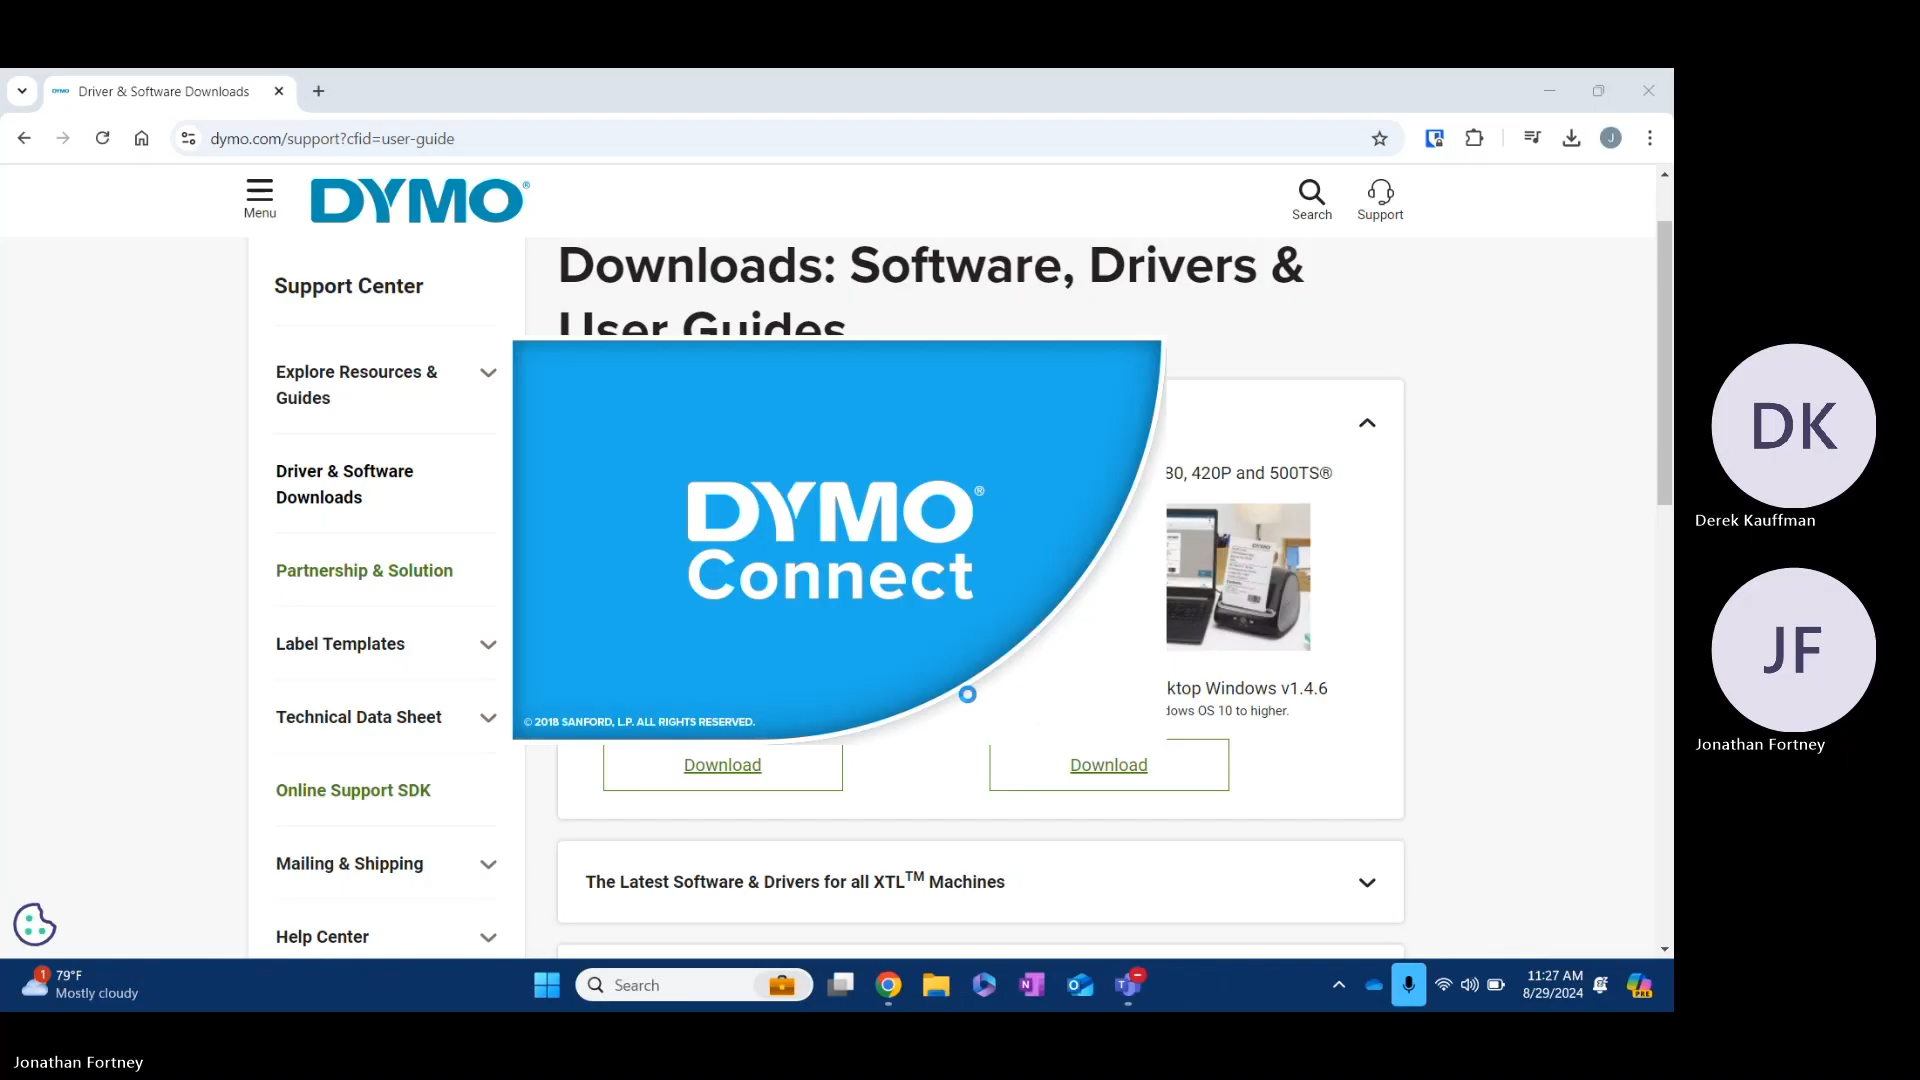 Driver & Software Downloads
dymo.com/support?cfid=user-guide
J
Menu
DYMO®
Search
Support
Support Center
Explore Resources &
Guides
Driver & Software
Downloads
Partnership & Solution
Label Templates
Technical Data Sheet
Online Support SDK
Mailing & Shipping
Help Center
Downloads: Software, Drivers &
User Guides
80, 420P and 500TS®
DYMO®
Connect
© 2018 SANFORD, L.P. ALL RIGHTS RESERVED.
ktop Windows v1.4.6
dows OS 10 to higher.
Download
Download
The Latest Software & Drivers for all XTL™ Machines
1
79°F
Mostly cloudy
Search
PRE
11:27 AM
8/29/2024
DK
Derek Kauffman
JF
Jonathan Fortney
Jonathan Fortney